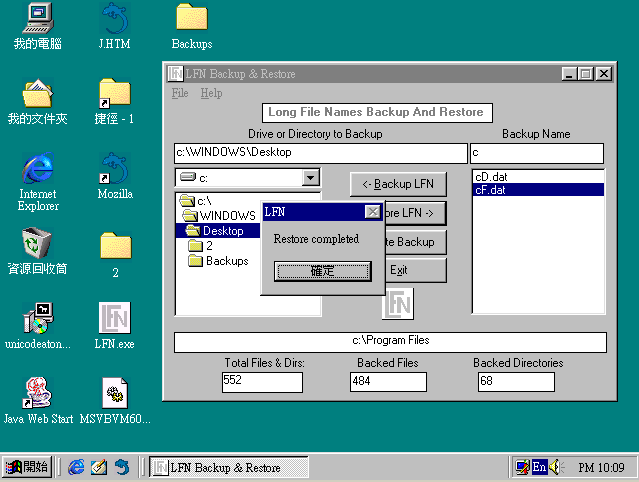 我的電腦
J.HTM
Backups
我的文件夾
捷徑 - 1
Internet
Explorer
Mozilla
資源回收筒
2
unicodeaton...
LFN.exe
Java Web Start
MSVBVM60...
LFN Backup & Restore
File Help
Long File Names Backup And Restore
Drive or Directory to Backup
Backup Name
c:\WINDOWS\Desktop
c
c:
<- Backup LFN
cD.dat
cF.dat
c:\
WINDOWS
Desktop
2
Backups
LFN
Restore completed
確定
ore LFN ->
te Backup
Exit
LFN
c:\Program Files
Total Files & Dirs:
Backed Files
Backed Directories
552
484
68
開始
LFN Backup & Restore
En
PM 10:09